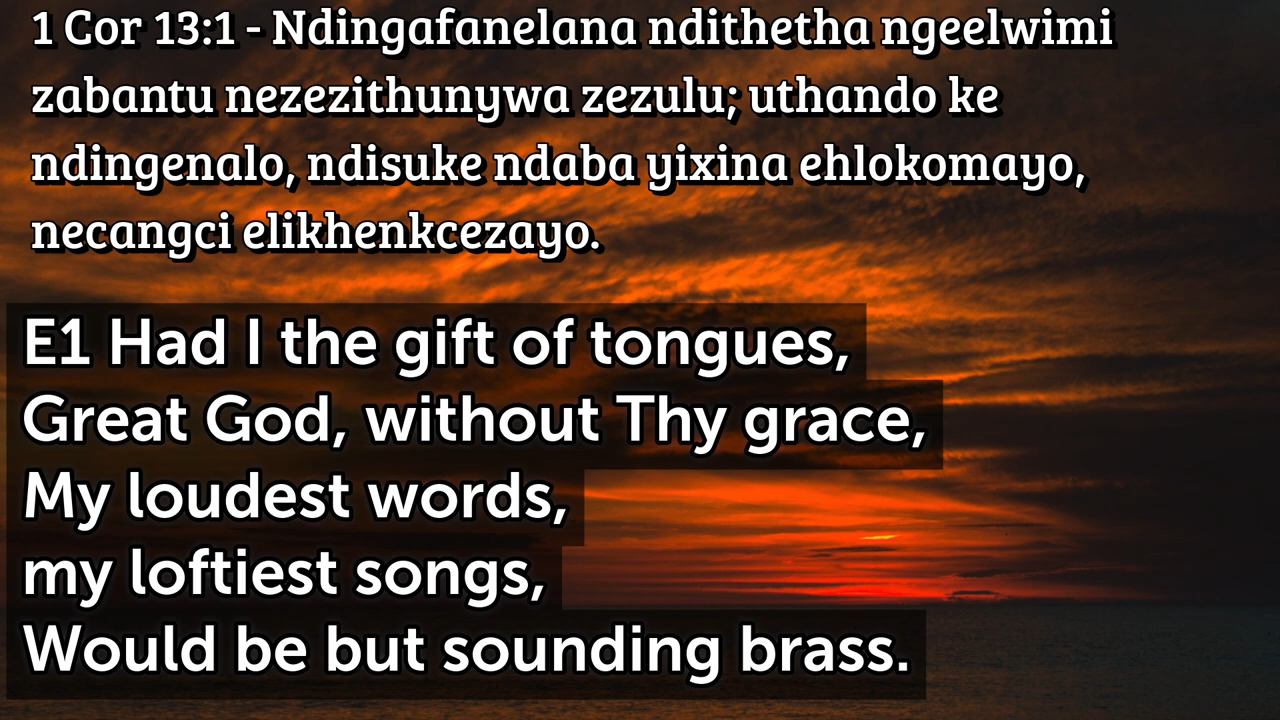 1 Cor 13:1 - Ndingafanelana ndithetha ngeelwimi
zabantu nezezithunywa zezulu; uthando ke
ndingenalo, ndisuke ndaba yixina ehlokomayo,
necangci elikhenkcezayo.
E1 Had I the gift of tongues,
Great God, without Thy grace,
My loudest words,
my loftiest songs,
Would be but sounding brass.